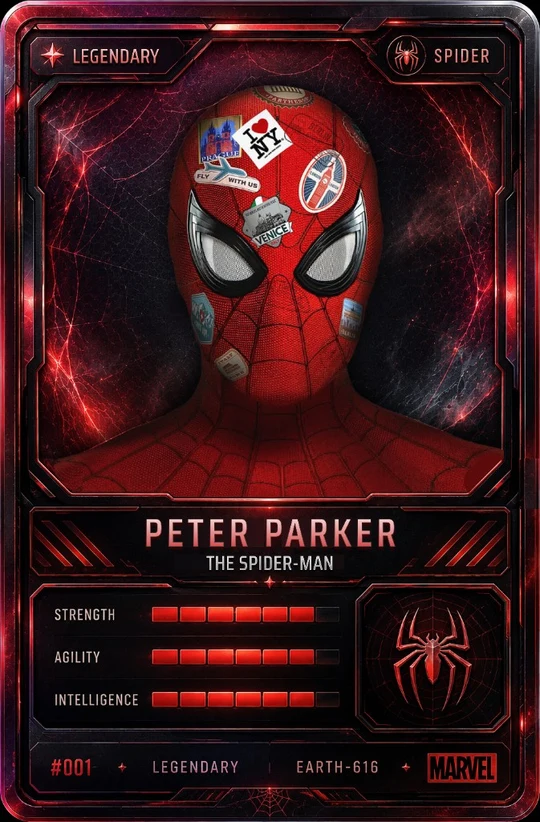 LEGENDARY
SPIDER
I ❤ NY
FLY WITH US
VENICE
PETER PARKER
THE SPIDER-MAN
STRENGTH
AGILITY
INTELLIGENCE
#001
LEGENDARY
EARTH-616
MARVEL